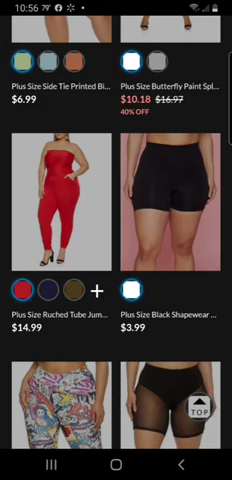 10:56 79°
Plus Size Side Tie Printed Bi...
$6.99
Plus Size Butterfly Paint Spl...
$10.18 $16.97
40% OFF
Plus Size Ruched Tube Jum...
$14.99
Plus Size Black Shapewear ...
$3.99
TOP